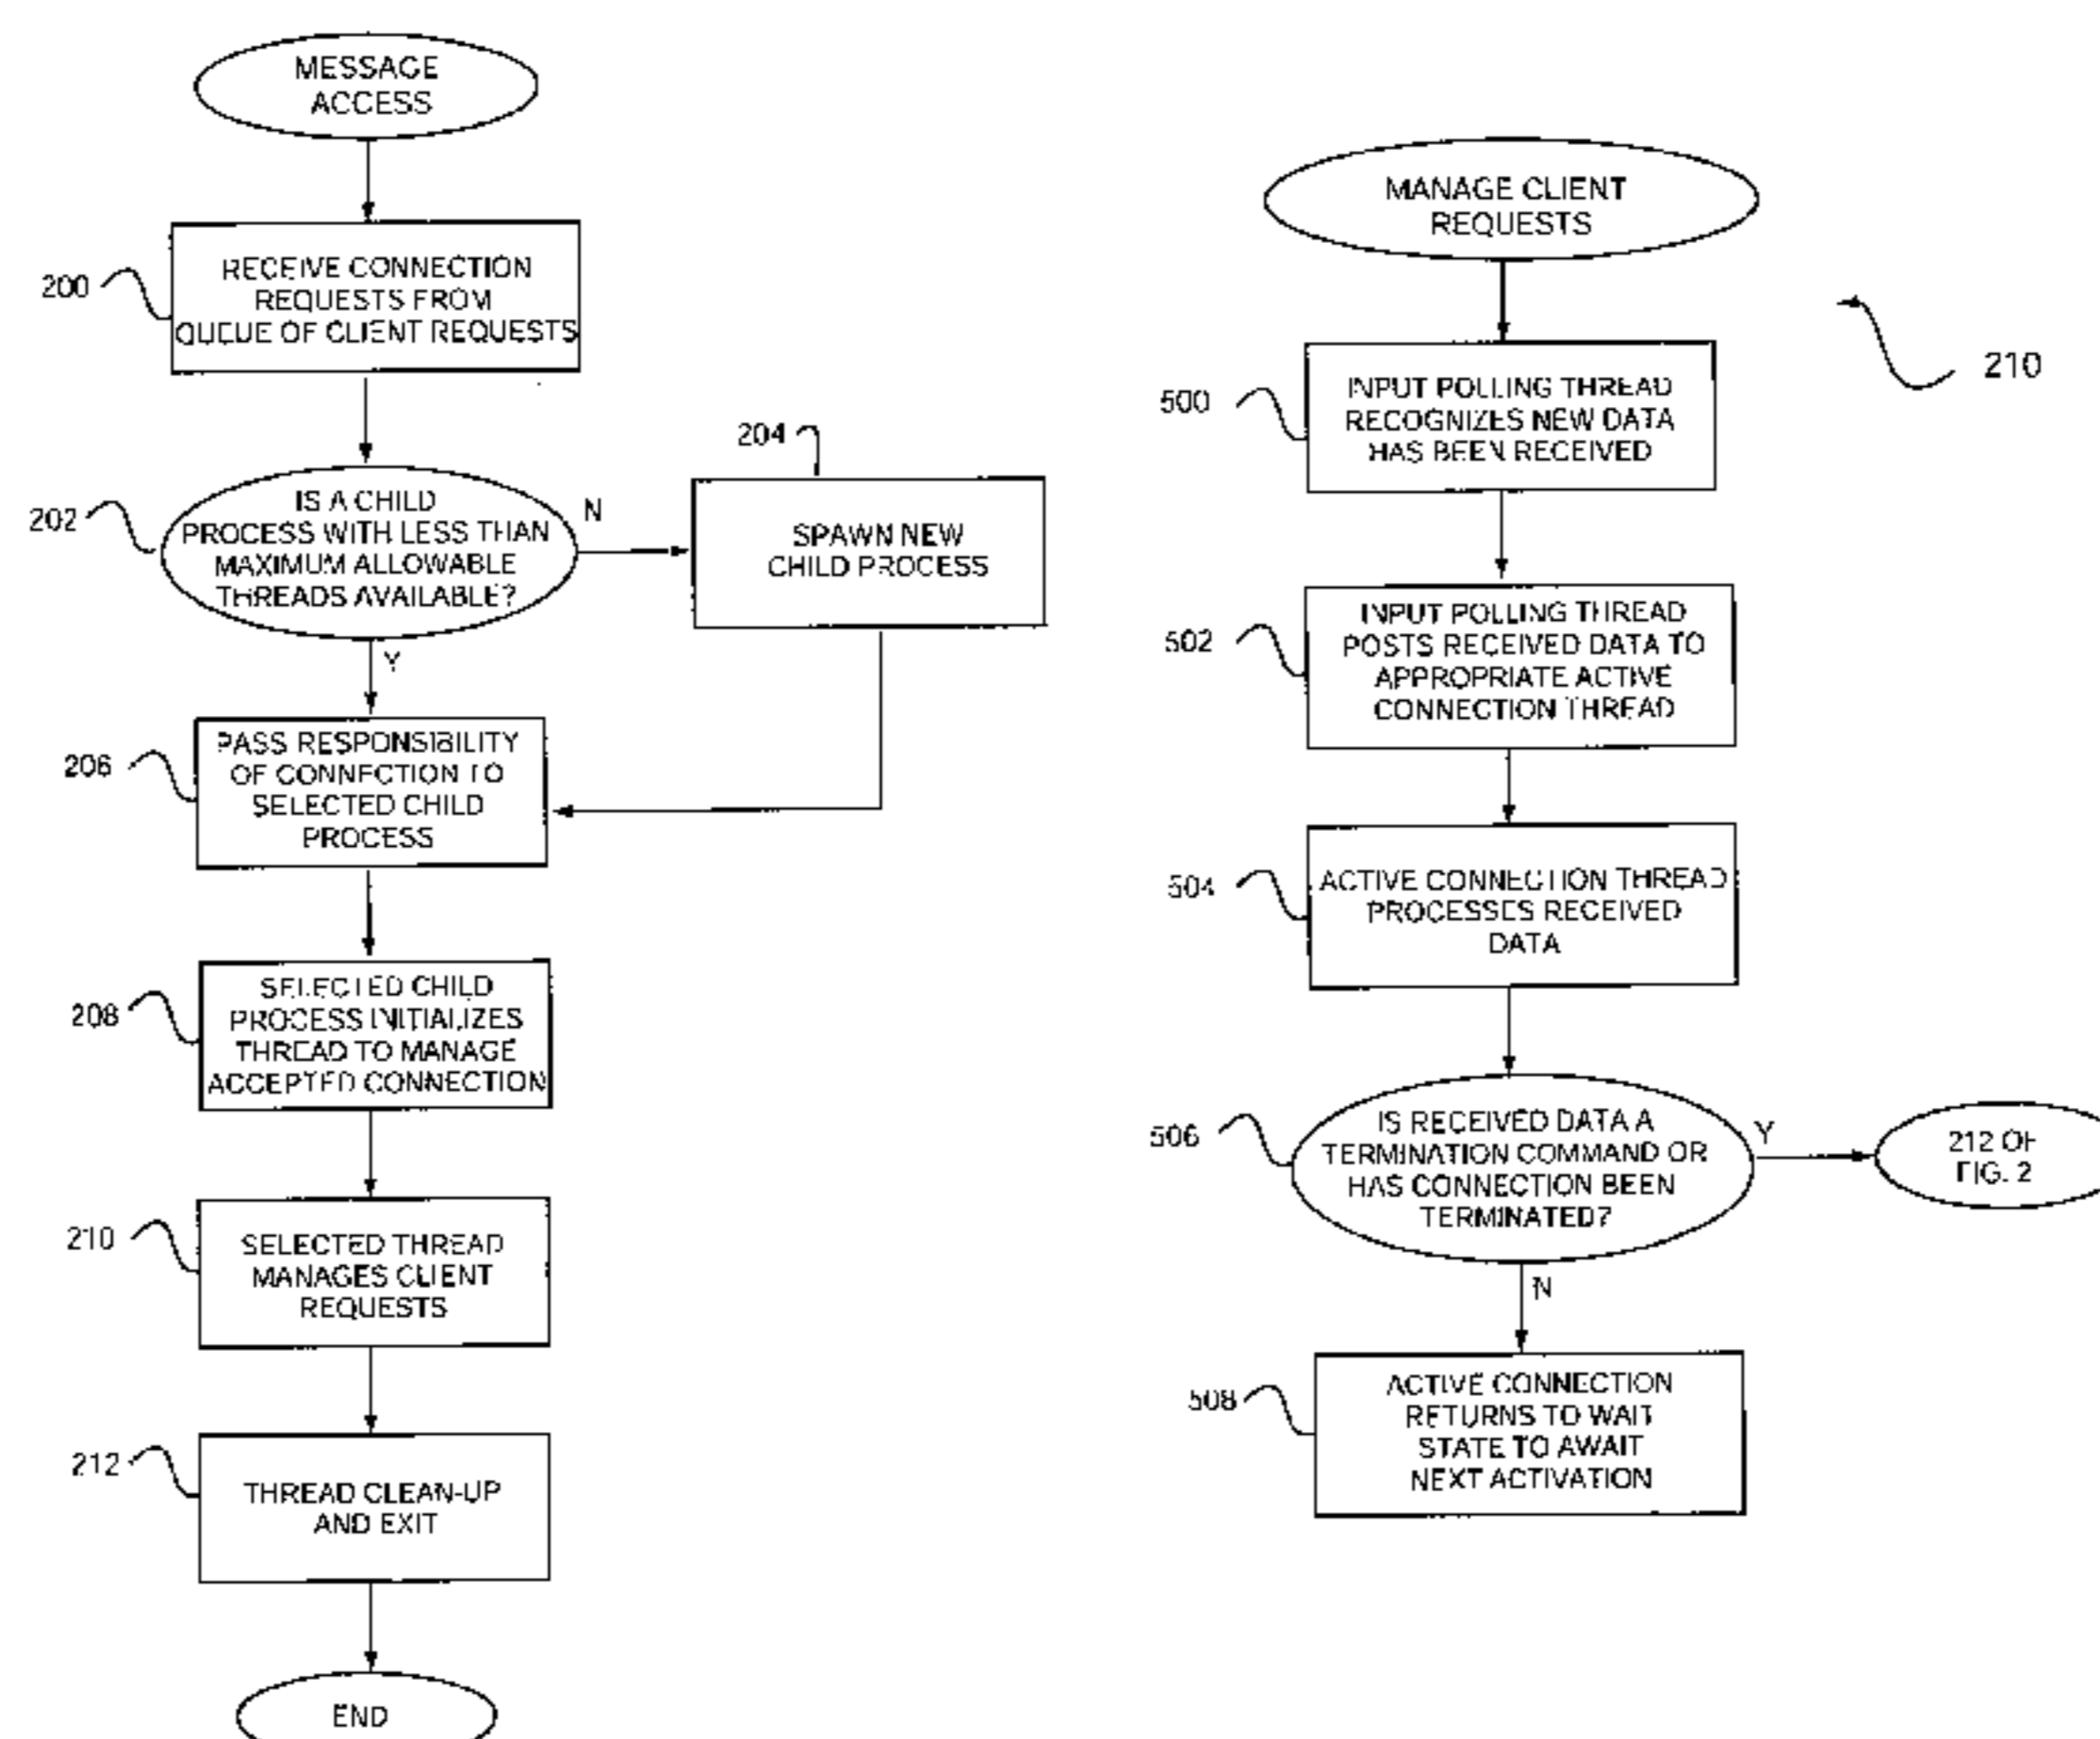 MESSAGE
ACCESS
200
RECEIVE CONNECTION
REQUESTS FROM
QUEUE OF CLIENT REQUESTS
202
IS A CHILD
PROCESS WITH LESS THAN
MAXIMUM ALLOWABLE
THREADS AVAILABLE?
N
Y
204
SPAWN NEW
CHILD PROCESS
206
PASS RESPONSIBILITY
OF CONNECTION TO
SELECTED CHILD
PROCESS
208
SELECTED CHILD
PROCESS INITIALIZES
THREAD TO MANAGE
ACCEPTED CONNECTION
210
SELECTED THREAD
MANAGES CLIENT
REQUESTS
212
THREAD CLEAN-UP
AND EXIT
END
MANAGE CLIENT
REQUESTS
210
500
INPUT POLLING THREAD
RECOGNIZES NEW DATA
HAS BEEN RECEIVED
502
INPUT POLLING THREAD
POSTS RECEIVED DATA TO
APPROPRIATE ACTIVE
CONNECTION THREAD
504
ACTIVE CONNECTION THREAD
PROCESSES RECEIVED
DATA
506
IS RECEIVED DATA A
TERMINATION COMMAND OR
HAS CONNECTION BEEN
TERMINATED?
Y
212 OF
FIG. 2
N
508
ACTIVE CONNECTION
RETURNS TO WAIT
STATE TO AWAIT
NEXT ACTIVATION